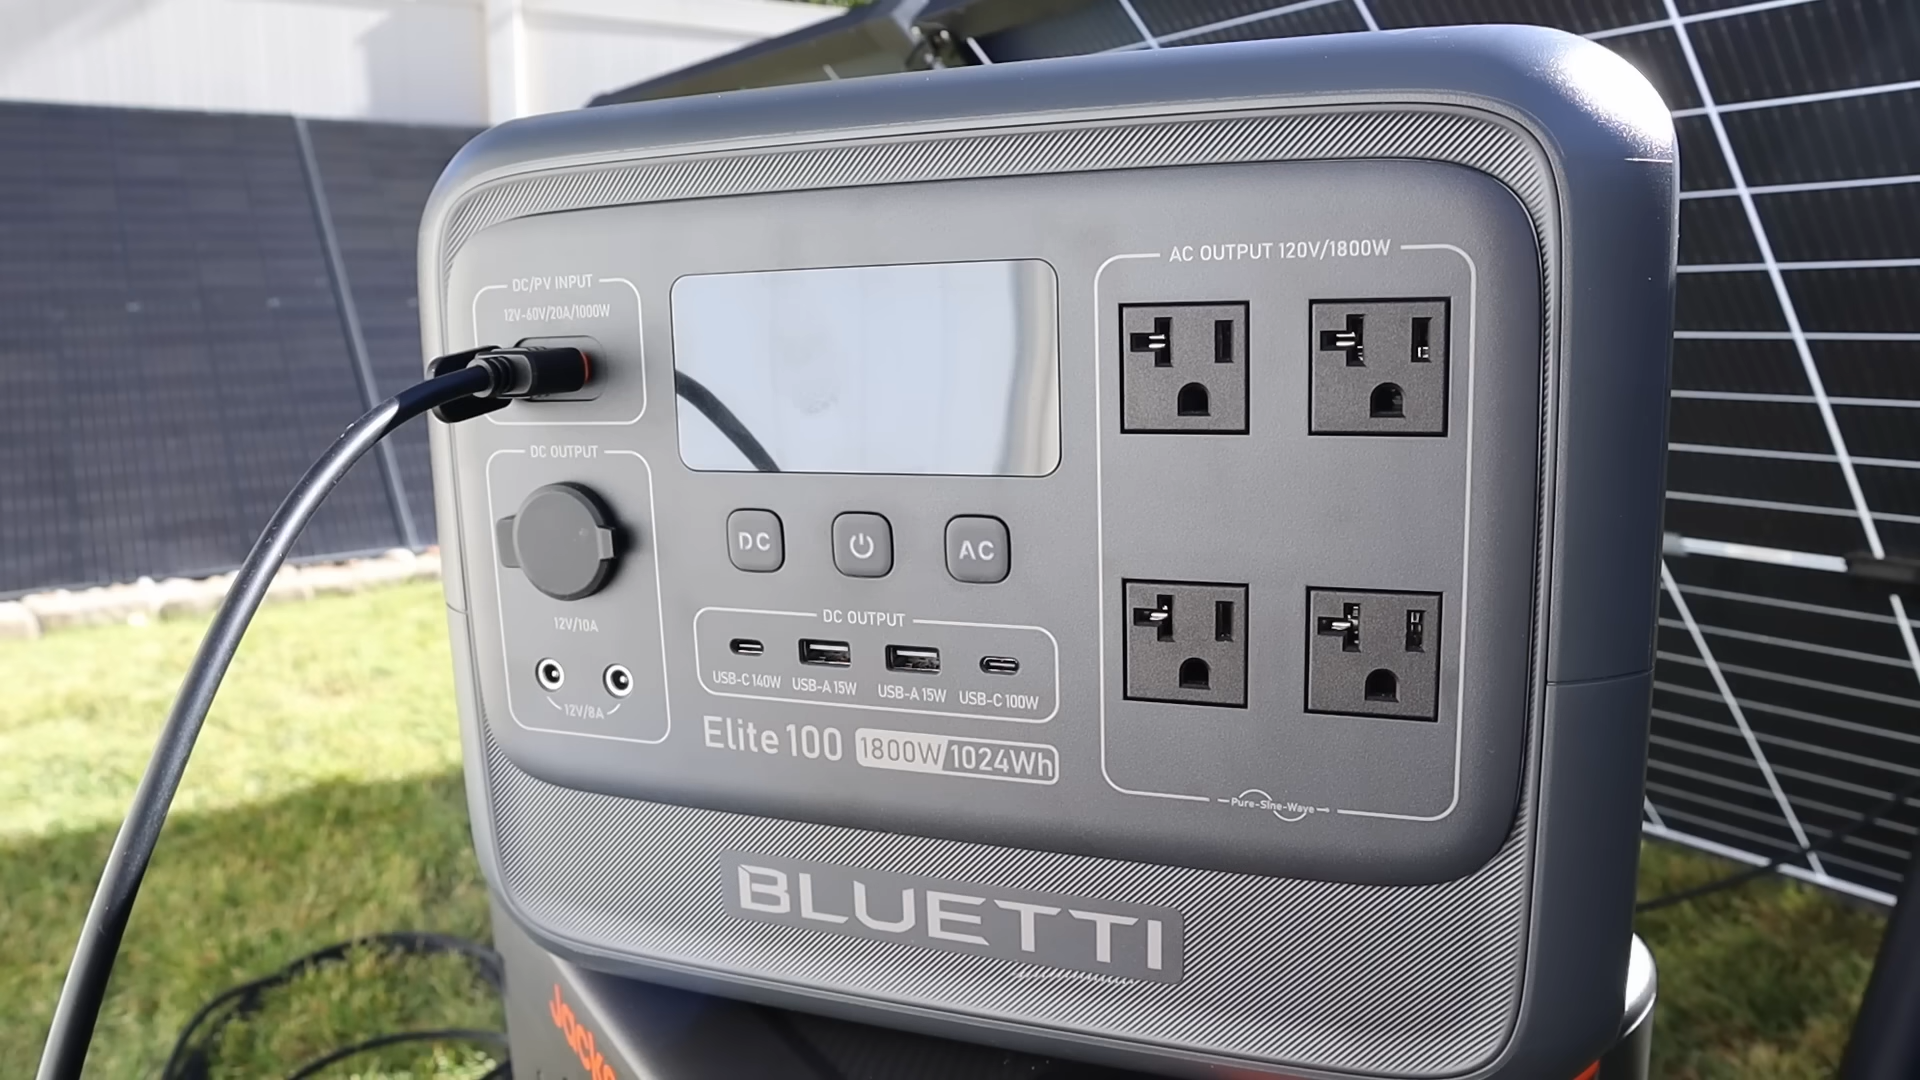 DC/PV INPUT
12V-60V/20A/1000W
DC OUTPUT
12V/10A
12V/8A
DC
AC
DC OUTPUT
USB-C 140W
USB-A 15W
USB-A 15W
USB-C 100W
Elite 100 1800W/1024Wh
AC OUTPUT 120V/1800W
Pure-Sine-Wave
BLUETTI
Jacke